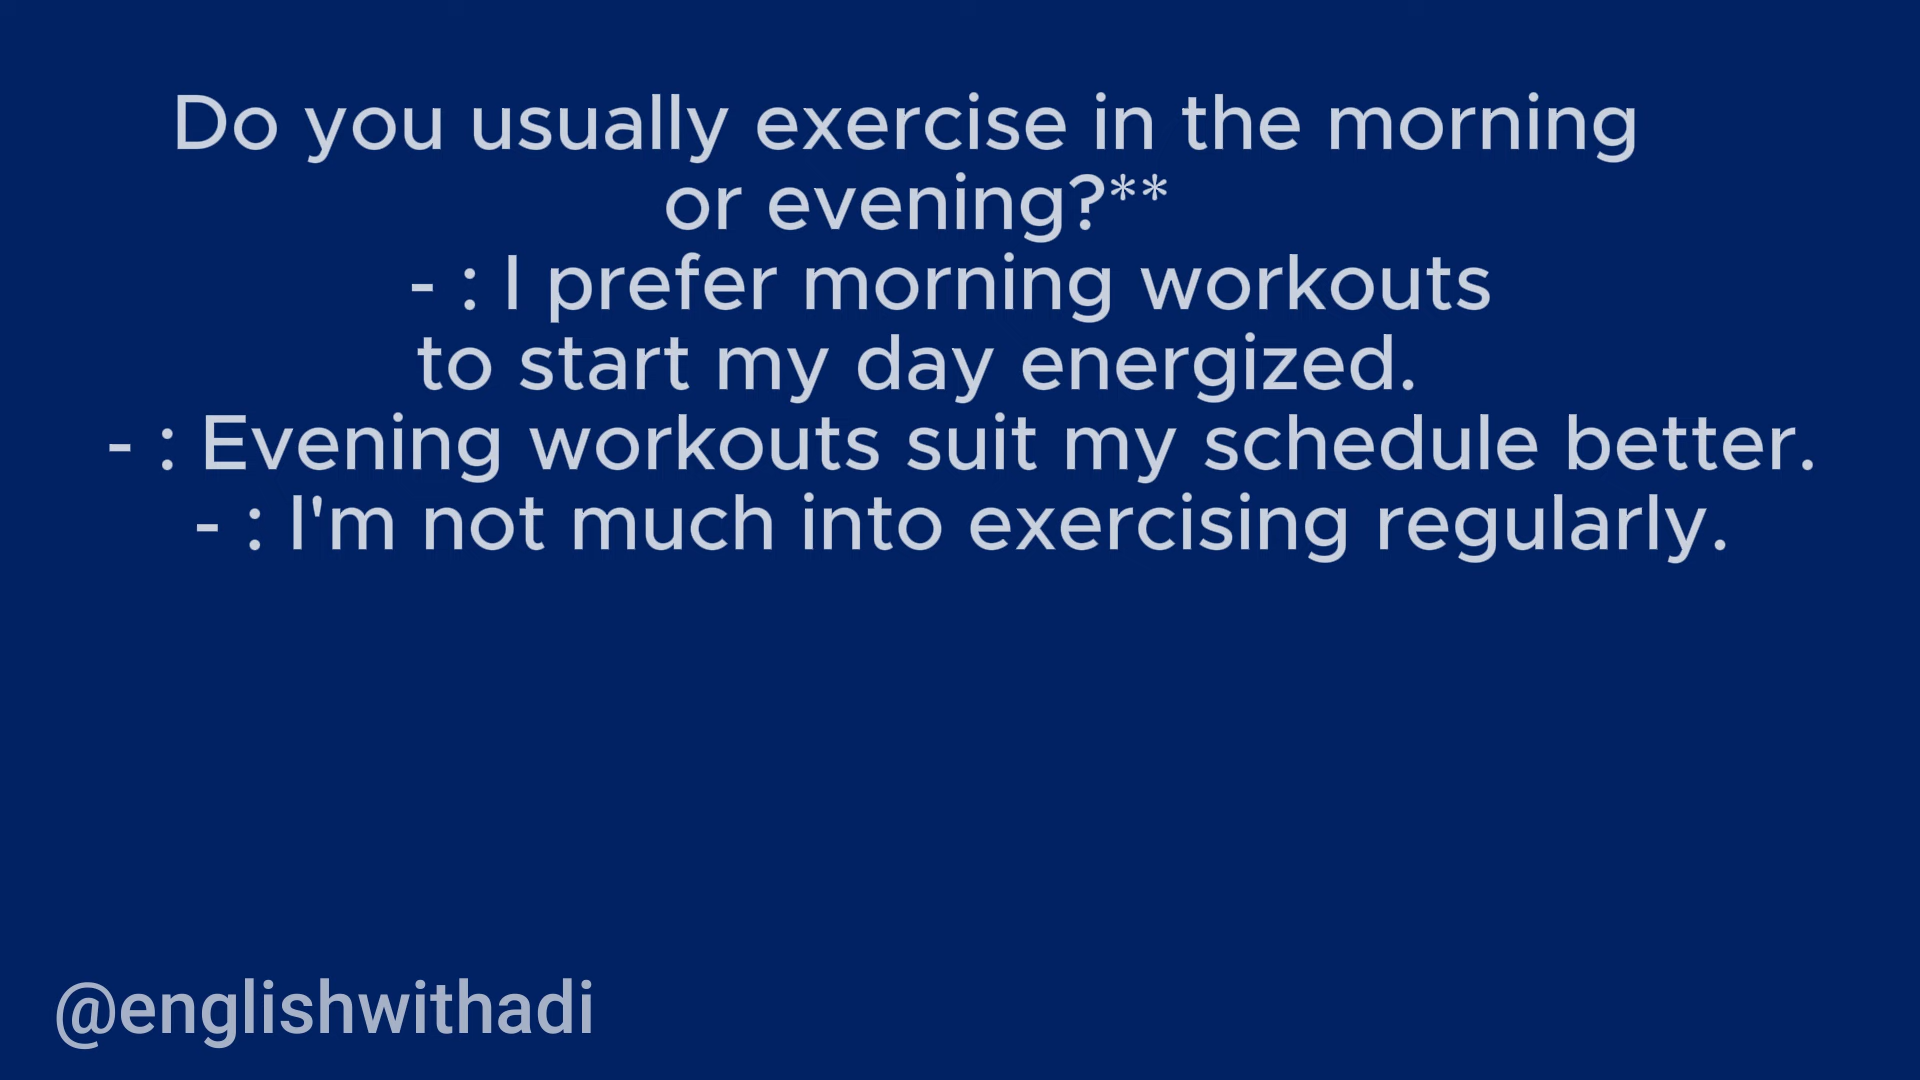 Do you usually exercise in the morning
or evening?**
- : I prefer morning workouts
to start my day energized.
- : Evening workouts suit my schedule better.
- : I'm not much into exercising regularly.
@englishwithadi